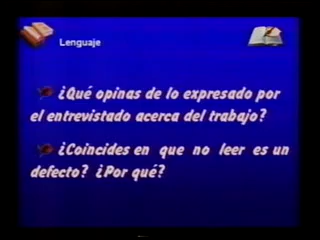 Lenguaje
¿Qué opinas de lo expresado por
el entrevistado acerca del trabajo?
¿Coincides en que no leer es un
defecto? ¿Por qué?